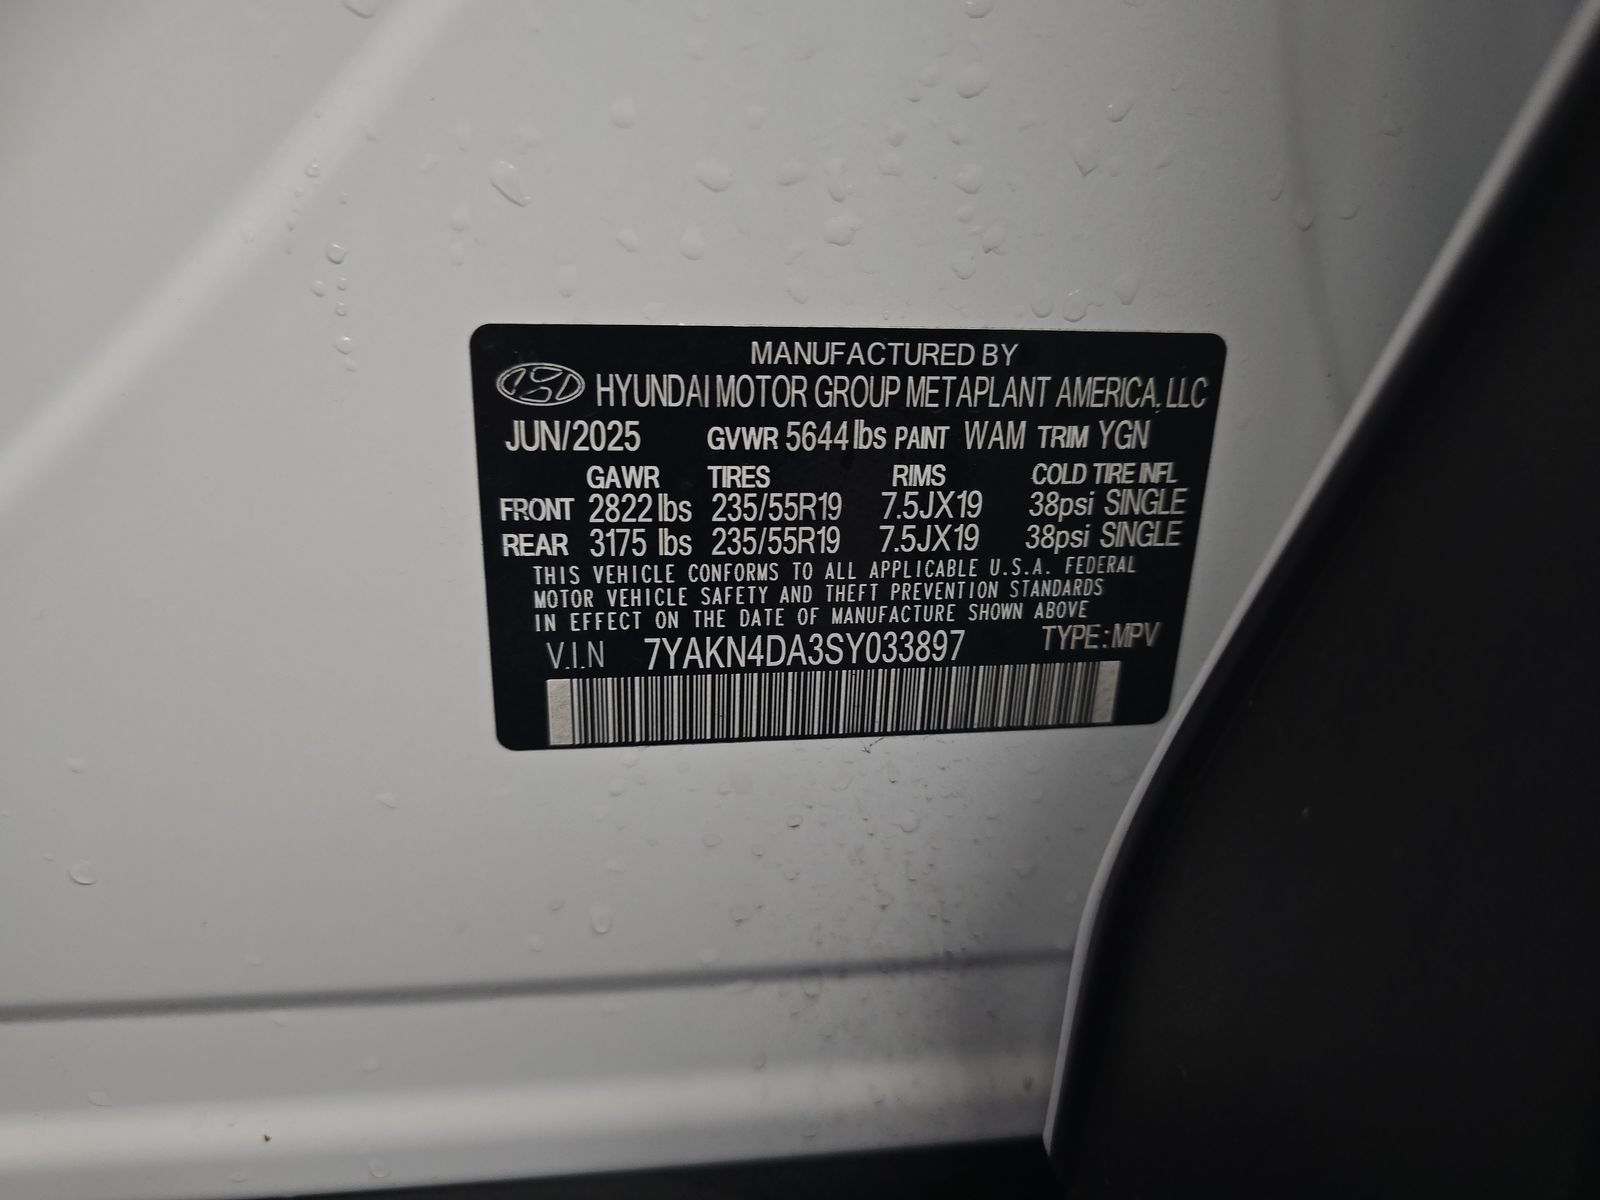 MANUFACTURED BY
HYUNDAI MOTOR GROUP METAPLANT AMERICA, LLC
JUN/2025 GVWR 5644 lbs PAINT WAM TRIM YGN
GAWR TIRES RIMS COLD TIRE INFL
FRONT 2822 lbs 235/55R19 7.5JX19 38psi SINGLE
REAR 3175 lbs 235/55R19 7.5JX19 38psi SINGLE
THIS VEHICLE CONFORMS TO ALL APPLICABLE U.S.A. FEDERAL
MOTOR VEHICLE SAFETY AND THEFT PREVENTION STANDARDS
IN EFFECT ON THE DATE OF MANUFACTURE SHOWN ABOVE
V.I.N 7YAKN4DA3SY033897 TYPE:MPV